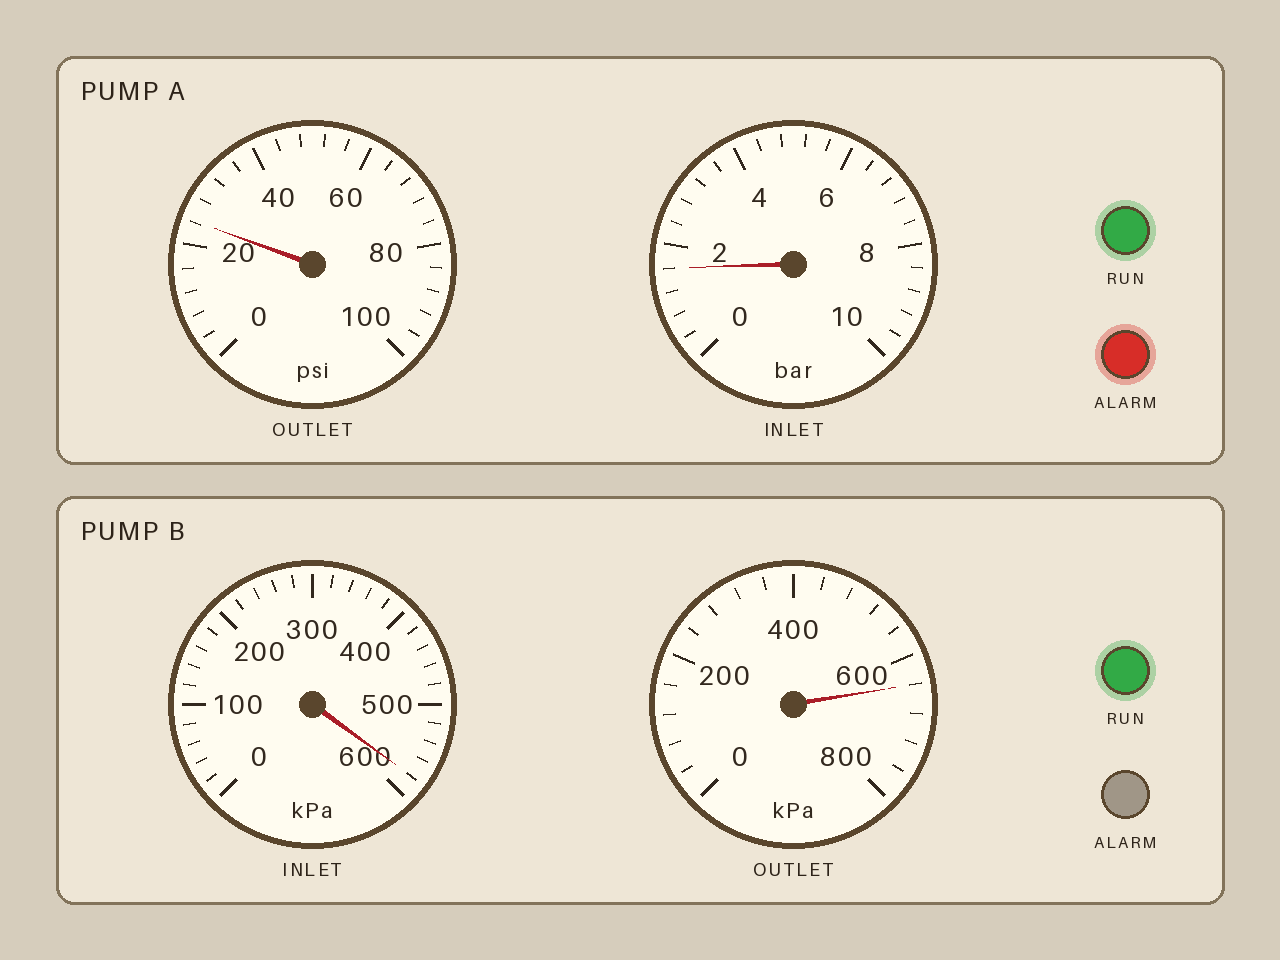 PUMP A
40 60
20 80
0 100
psi
OUTLET
4 6
2 8
0 10
bar
INLET
RUN
ALARM
PUMP B
300
200 400
100 500
0 600
kPa
INLET
400
200 600
0 800
kPa
OUTLET
RUN
ALARM